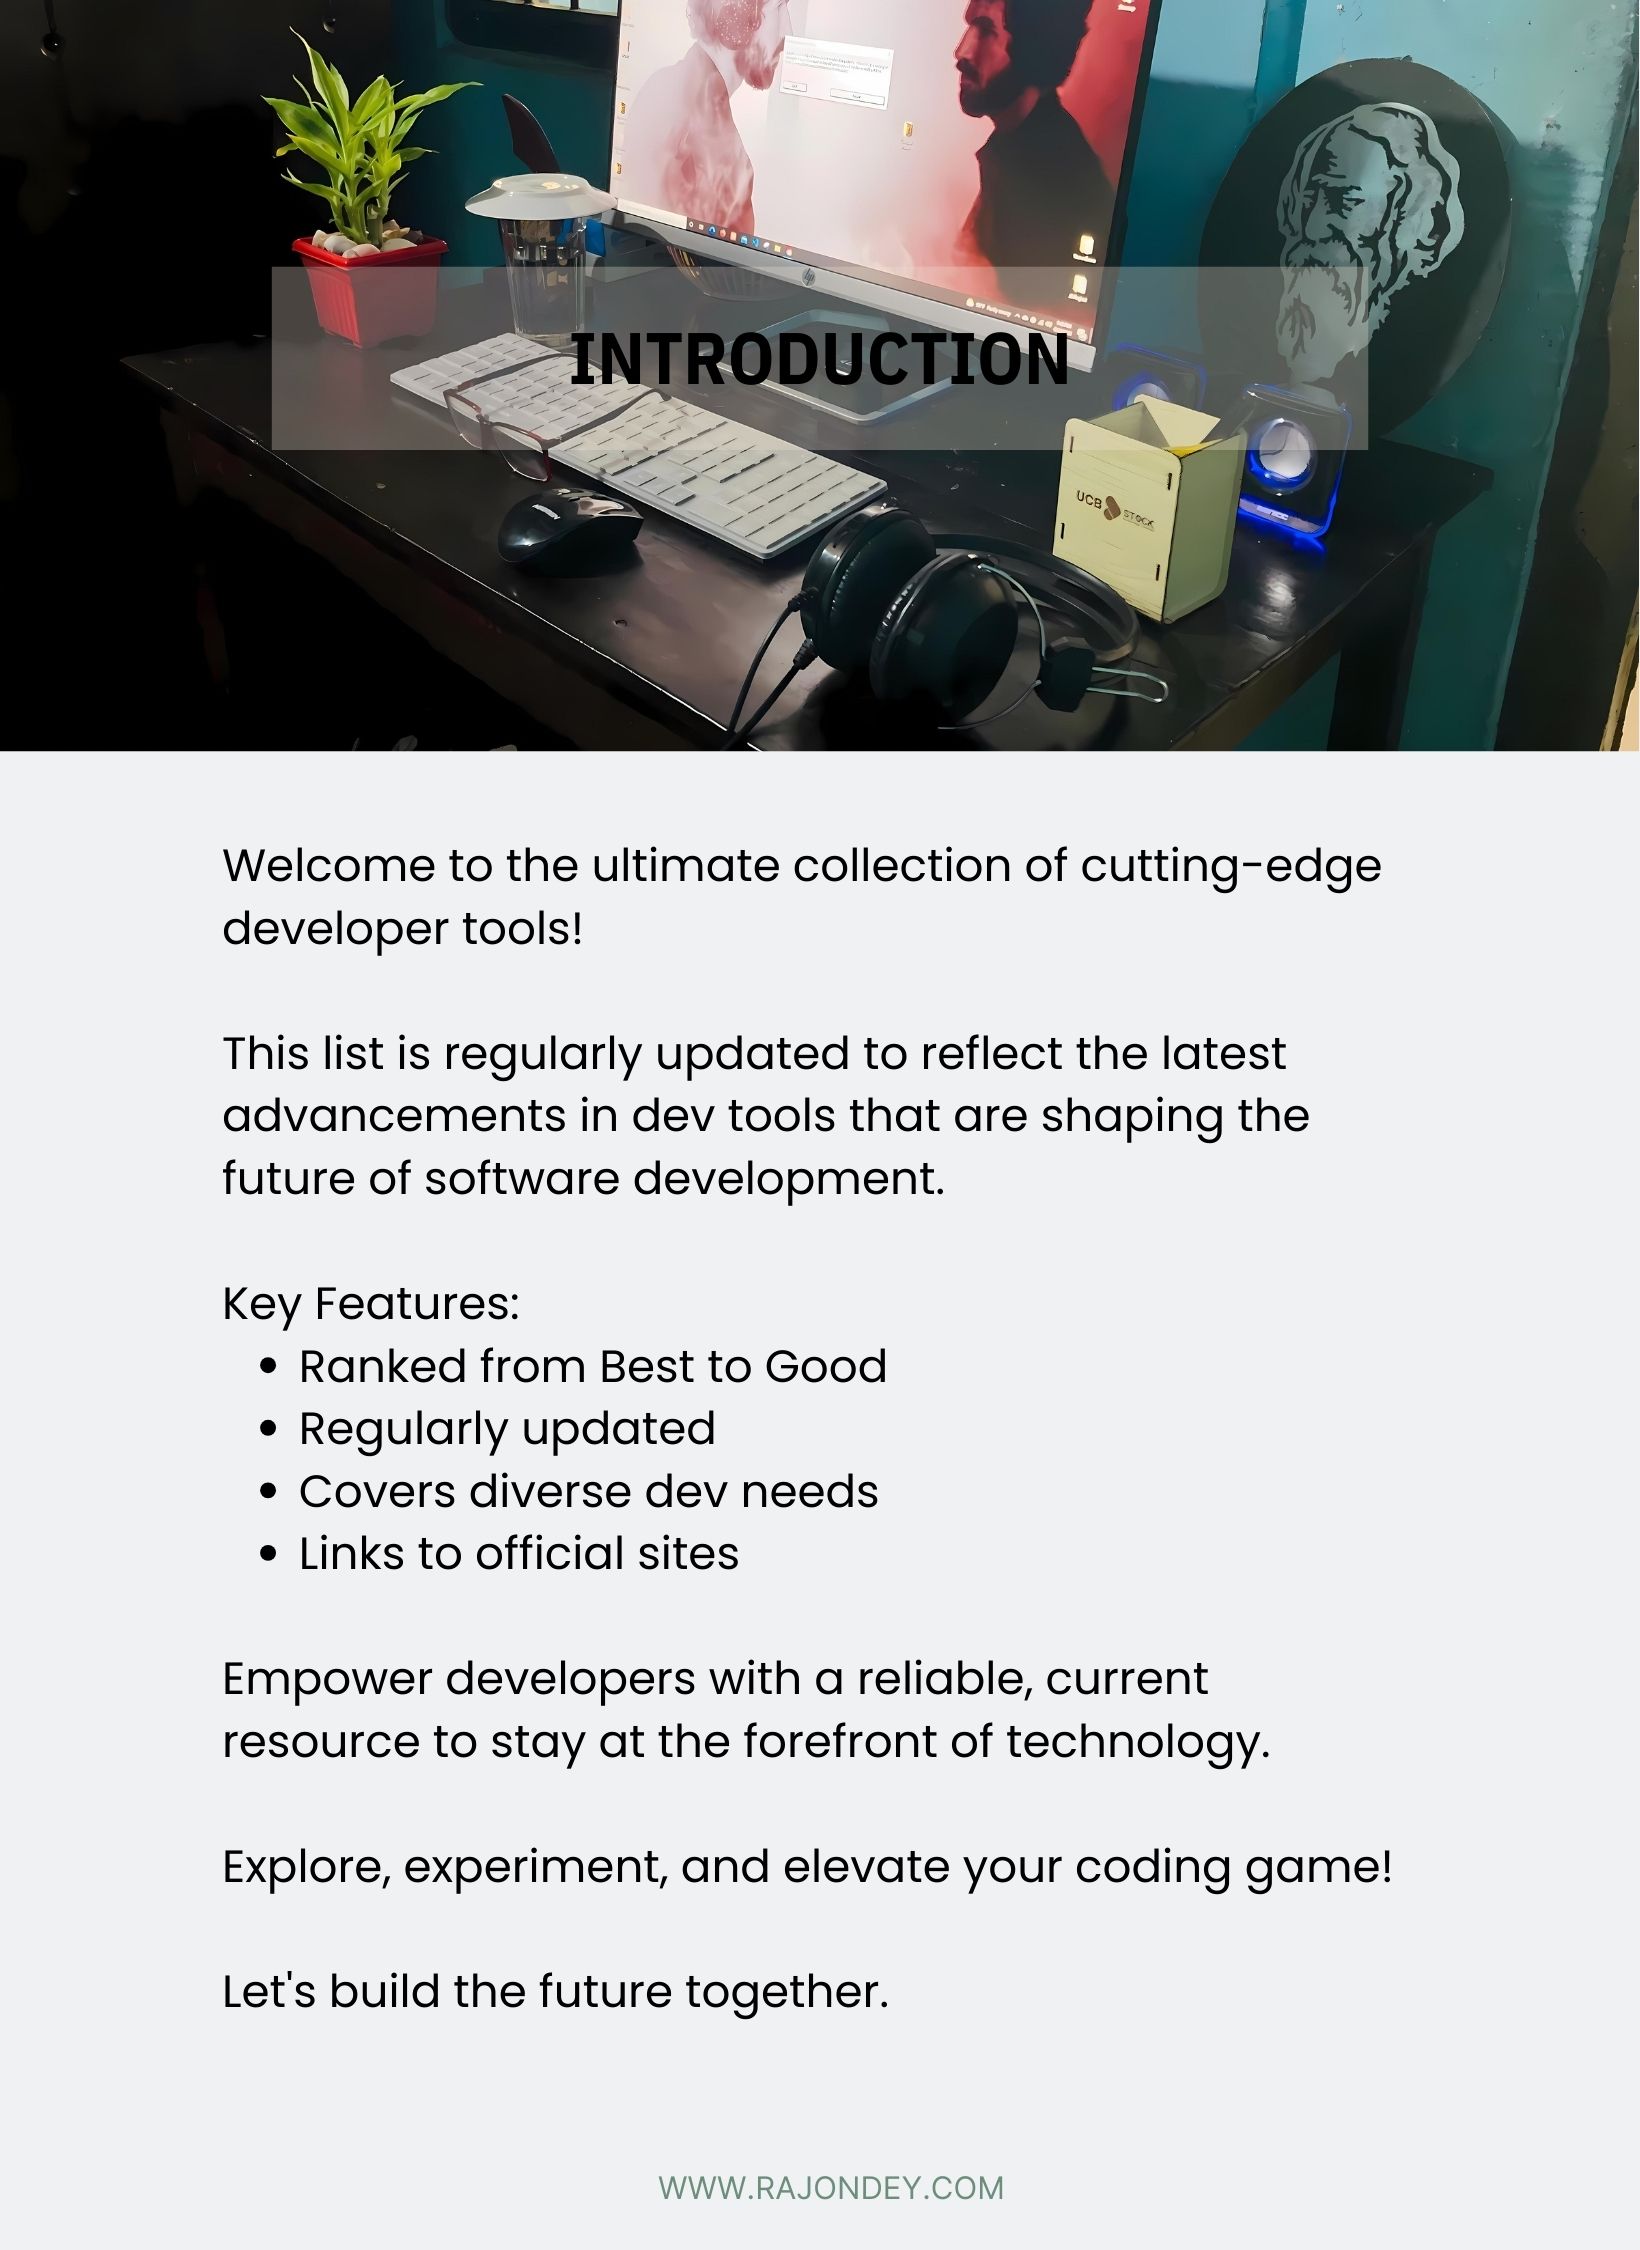 INTRODUCTION
UCB STOCK
Welcome to the ultimate collection of cutting-edge
developer tools!
This list is regularly updated to reflect the latest
advancements in dev tools that are shaping the
future of software development.
Key Features:
• Ranked from Best to Good
• Regularly updated
• Covers diverse dev needs
• Links to official sites
Empower developers with a reliable, current
resource to stay at the forefront of technology.
Explore, experiment, and elevate your coding game!
Let's build the future together.
WWW.RAJONDEY.COM